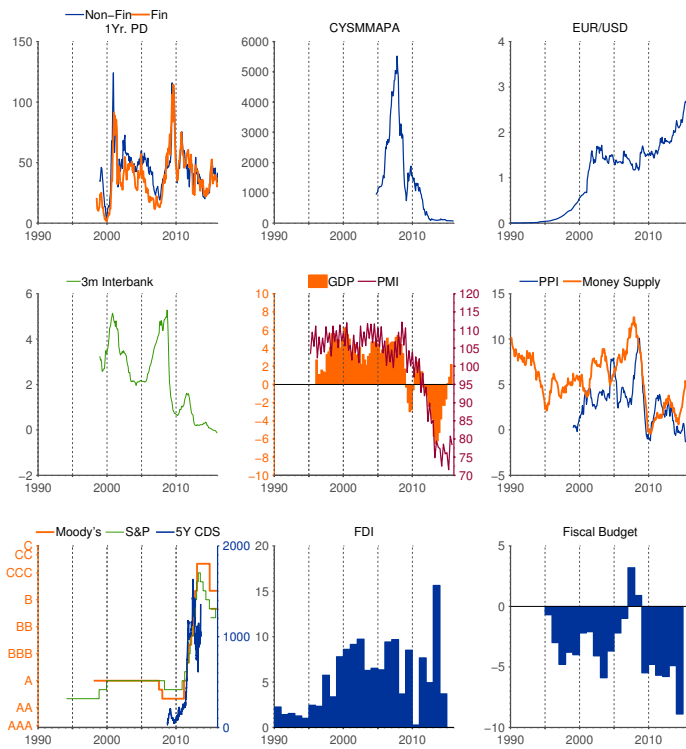 Non−Fin Fin
1Yr. PD CYSMMAPA EUR/USD
150 6000 4
5000
100 4000 3
3000 2
50 2000
1000 1
0 0 0
1990 2000 2010 1990 2000 2010 1990 2000 2010
3m Interbank GDP PMI PPI Money Supply
6 10 120 15
8 115
4 6 110 10
4 105
2 2 100 5
0 95
0 −2 90 0
−4 85
−6 80
−8 75
−2 −10 70 −5
1990 2000 2010 1990 2000 2010 1990 2000 2010
Moody's S&P 5Y CDS FDI Fiscal Budget
C 2000 20 5
CC
CCC 1500 15
B 0
BB 1000 10
BBB
A 500 5 −5
AA
AAA 0 0 −10
1990 2000 2010 1990 2000 2010 1990 2000 2010